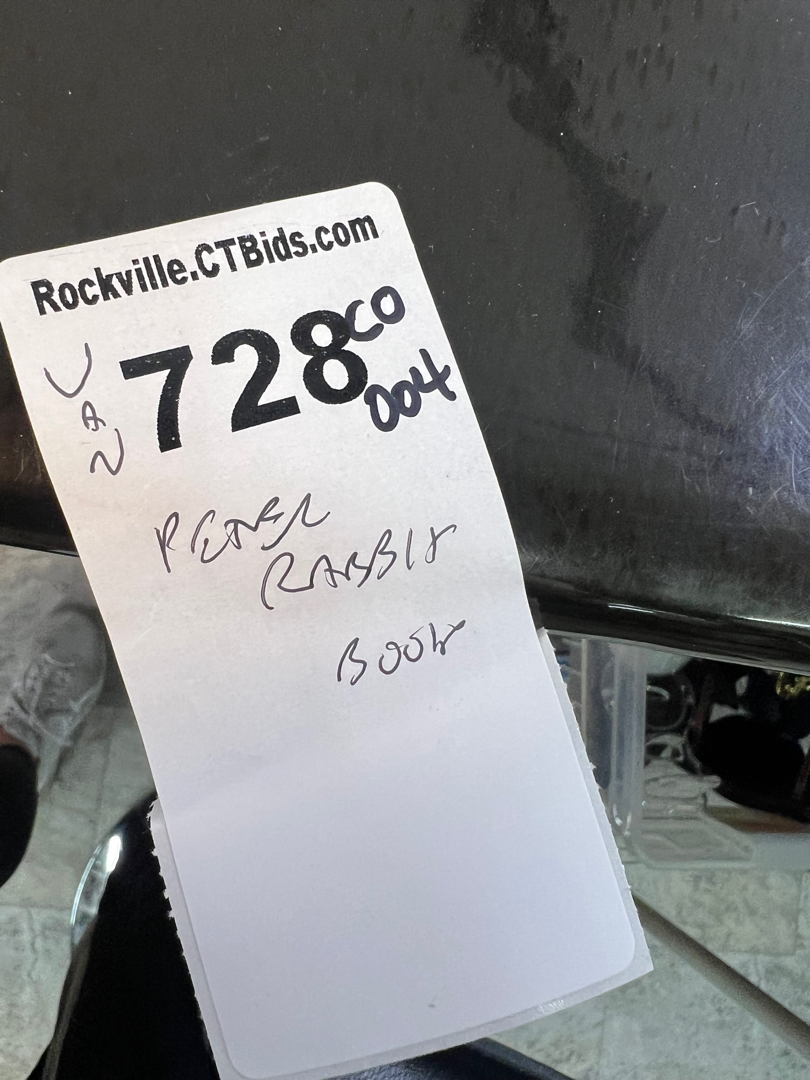 Rockville.CTBids.com
VAN
728 CO
004
PETER
RABBIT
BOOK